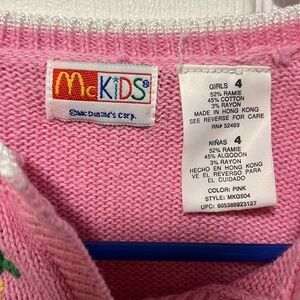 McKIDS®
©Mc Donald's Corp.
GIRLS 4
52% RAMIE
45% COTTON
3% RAYON
MADE IN HONG KONG
SEE REVERSE FOR CARE
RN# 52469
NIÑAS 4
52% RAMIE
45% ALGODON
3% RAYON
HECHO EN HONG KONG
VE EL REVERSO PARA
EL CUIDADO
COLOR: PINK
STYLE: MKG504
UPC: 605388923127